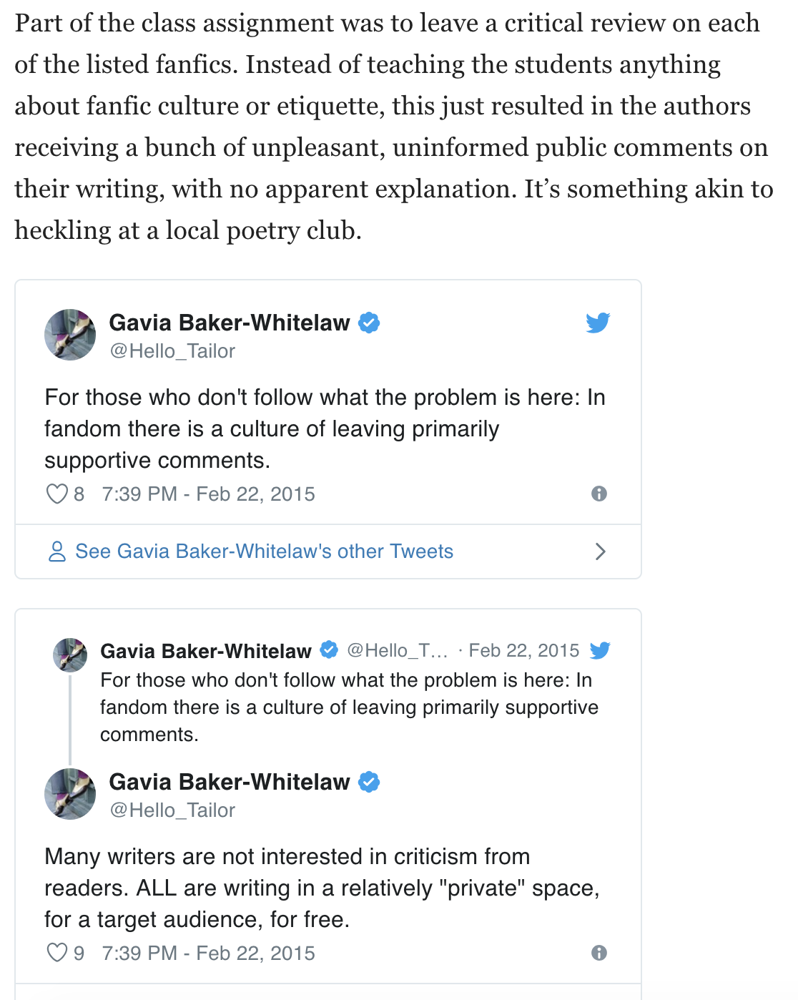 Part of the class assignment was to leave a critical review on each
of the listed fanfics. Instead of teaching the students anything
about fanfic culture or etiquette, this just resulted in the authors
receiving a bunch of unpleasant, uninformed public comments on
their writing, with no apparent explanation. It’s something akin to
heckling at a local poetry club.
Gavia Baker-Whitelaw
@Hello_Tailor
For those who don't follow what the problem is here: In
fandom there is a culture of leaving primarily
supportive comments.
8 7:39 PM - Feb 22, 2015
See Gavia Baker-Whitelaw's other Tweets
Gavia Baker-Whitelaw @Hello_T... · Feb 22, 2015
For those who don't follow what the problem is here: In
fandom there is a culture of leaving primarily supportive
comments.
Gavia Baker-Whitelaw
@Hello_Tailor
Many writers are not interested in criticism from
readers. ALL are writing in a relatively "private" space,
for a target audience, for free.
9 7:39 PM - Feb 22, 2015